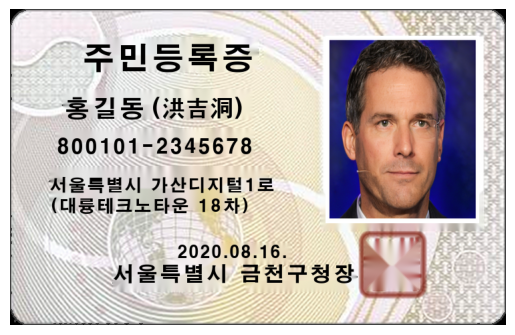 주민등록증
홍길동(洪吉洞)
800101-2345678
서울특별시 가산디지털1로
(대륭테크노타운 18차)
2020.08.16.
서울특별시 금천구청장